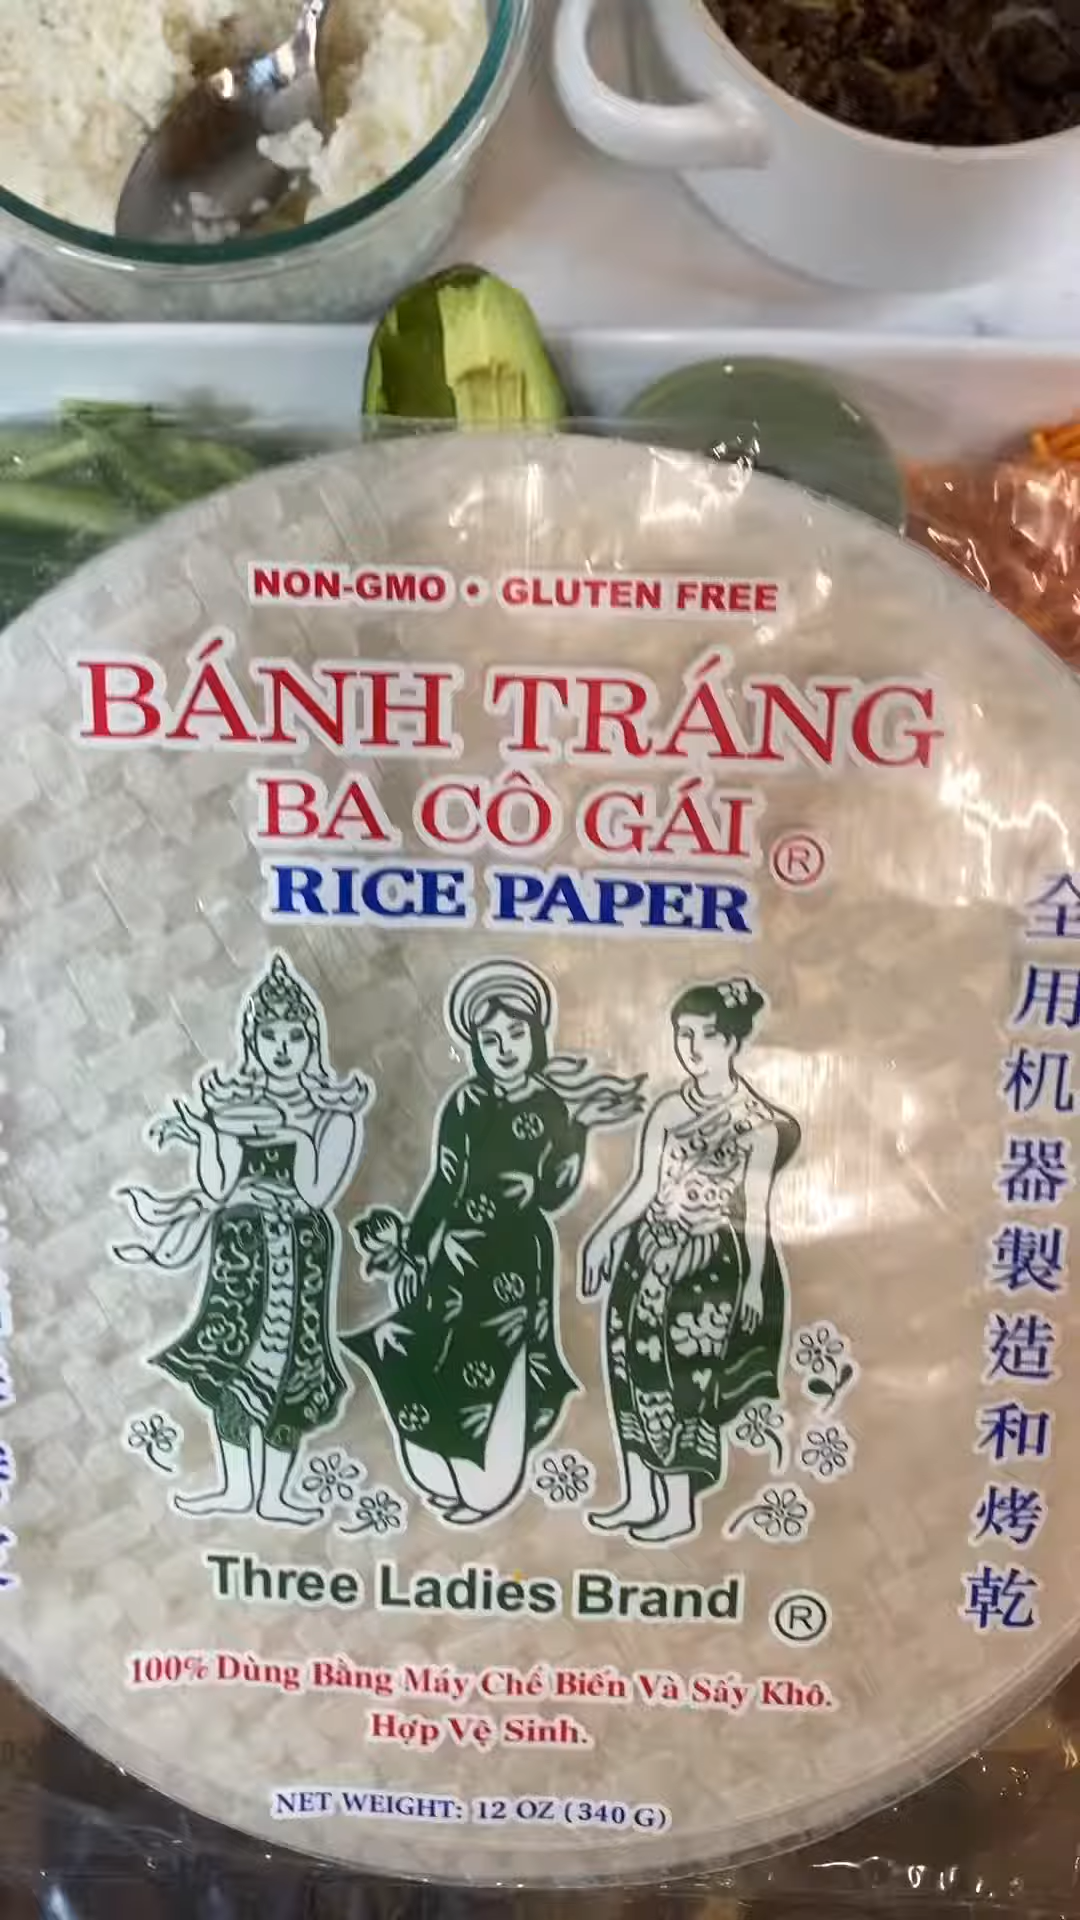 NON-GMO • GLUTEN FREE
BÁNH TRÁNG
BA CÔ GÁI ®
RICE PAPER
全用机器製造和烤乾
Three Ladies Brand ®
100% Dùng Bằng Máy Chế Biến Và Sấy Khô.
Hợp Vệ Sinh.
NET WEIGHT: 12 OZ (340 G)